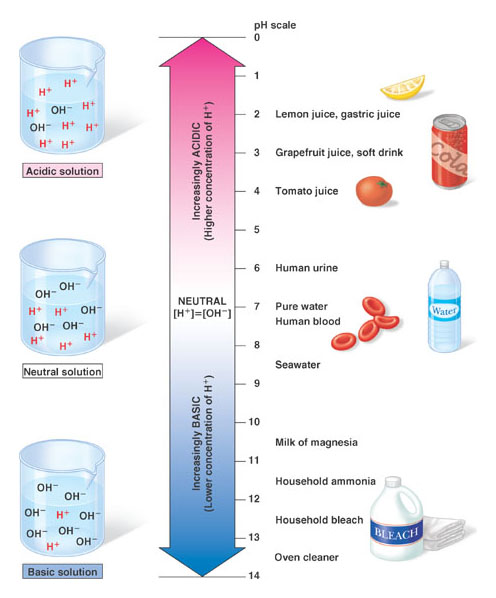 pH scale
0
1
2
3
4
5
6
7
8
9
10
11
12
13
14
H+
H+
H+
OH−
H+
OH−
H+
H+
H+
H+
Acidic solution
OH−
OH−
H+
H+
OH−
OH−
OH−
H+
H+
H+
Neutral solution
OH−
OH−
OH−
H+
OH−
OH−
OH−
OH−
H+
Basic solution
Increasingly ACIDIC
(Higher concentration of H+)
NEUTRAL
[H+]=[OH−]
Increasingly BASIC
(Lower concentration of H+)
Lemon juice, gastric juice
Grapefruit juice, soft drink
Cola
Tomato juice
Human urine
Pure water
Human blood
Water
Seawater
Milk of magnesia
Household ammonia
Household bleach
BLEACH
Oven cleaner